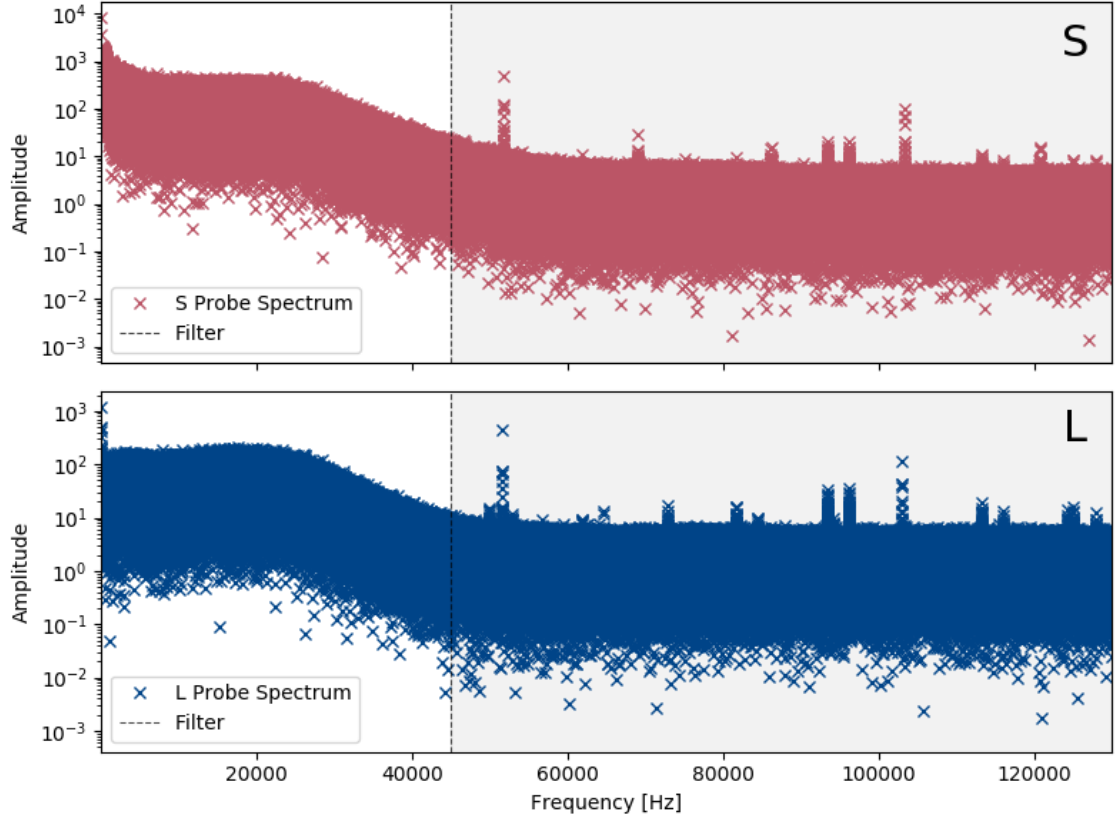 S
10⁴
10³
10²
10¹
10⁰
10⁻¹
10⁻²
10⁻³
Amplitude
S Probe Spectrum
Filter
L
10³
10²
10¹
10⁰
10⁻¹
10⁻²
10⁻³
Amplitude
L Probe Spectrum
Filter
20000 40000 60000 80000 100000 120000
Frequency [Hz]